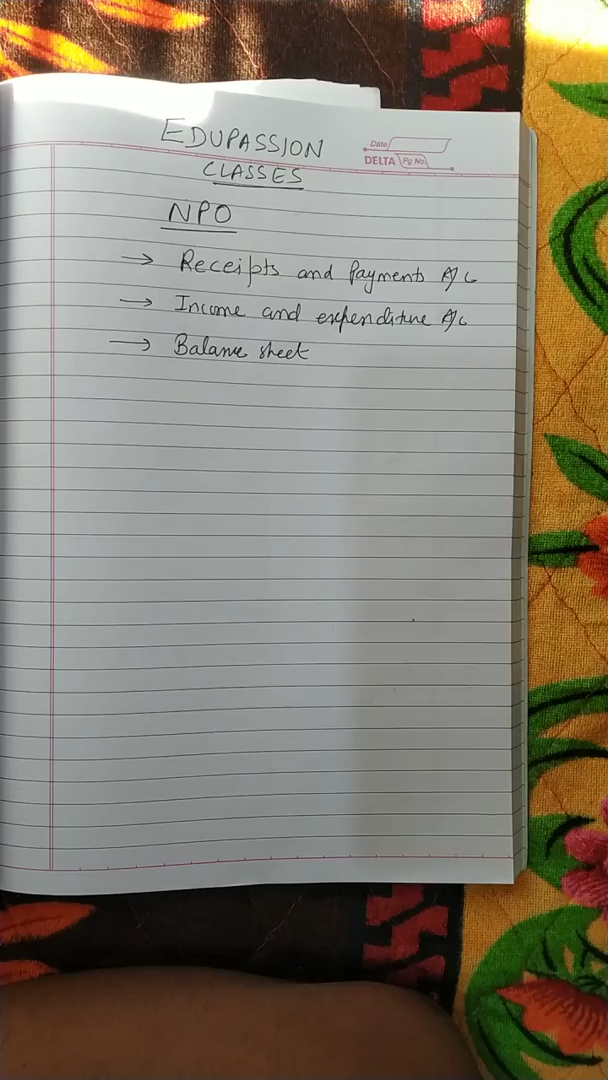 EDUPASSION
CLASSES
Date
DELTA Pg No.
NPO
→ Receipts and Payments A/c
→ Income and expenditure A/c
→ Balance sheet